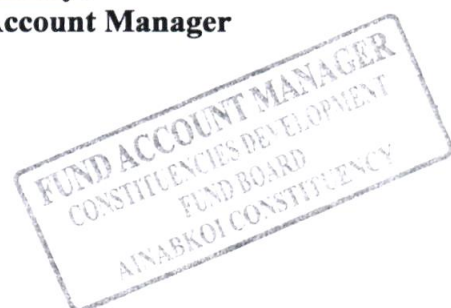 Account Manager
FUND ACCOUNT MANAGER
CONSTITUENCIES DEVELOPMENT
FUND BOARD
AINABKOI CONSTITUENCY